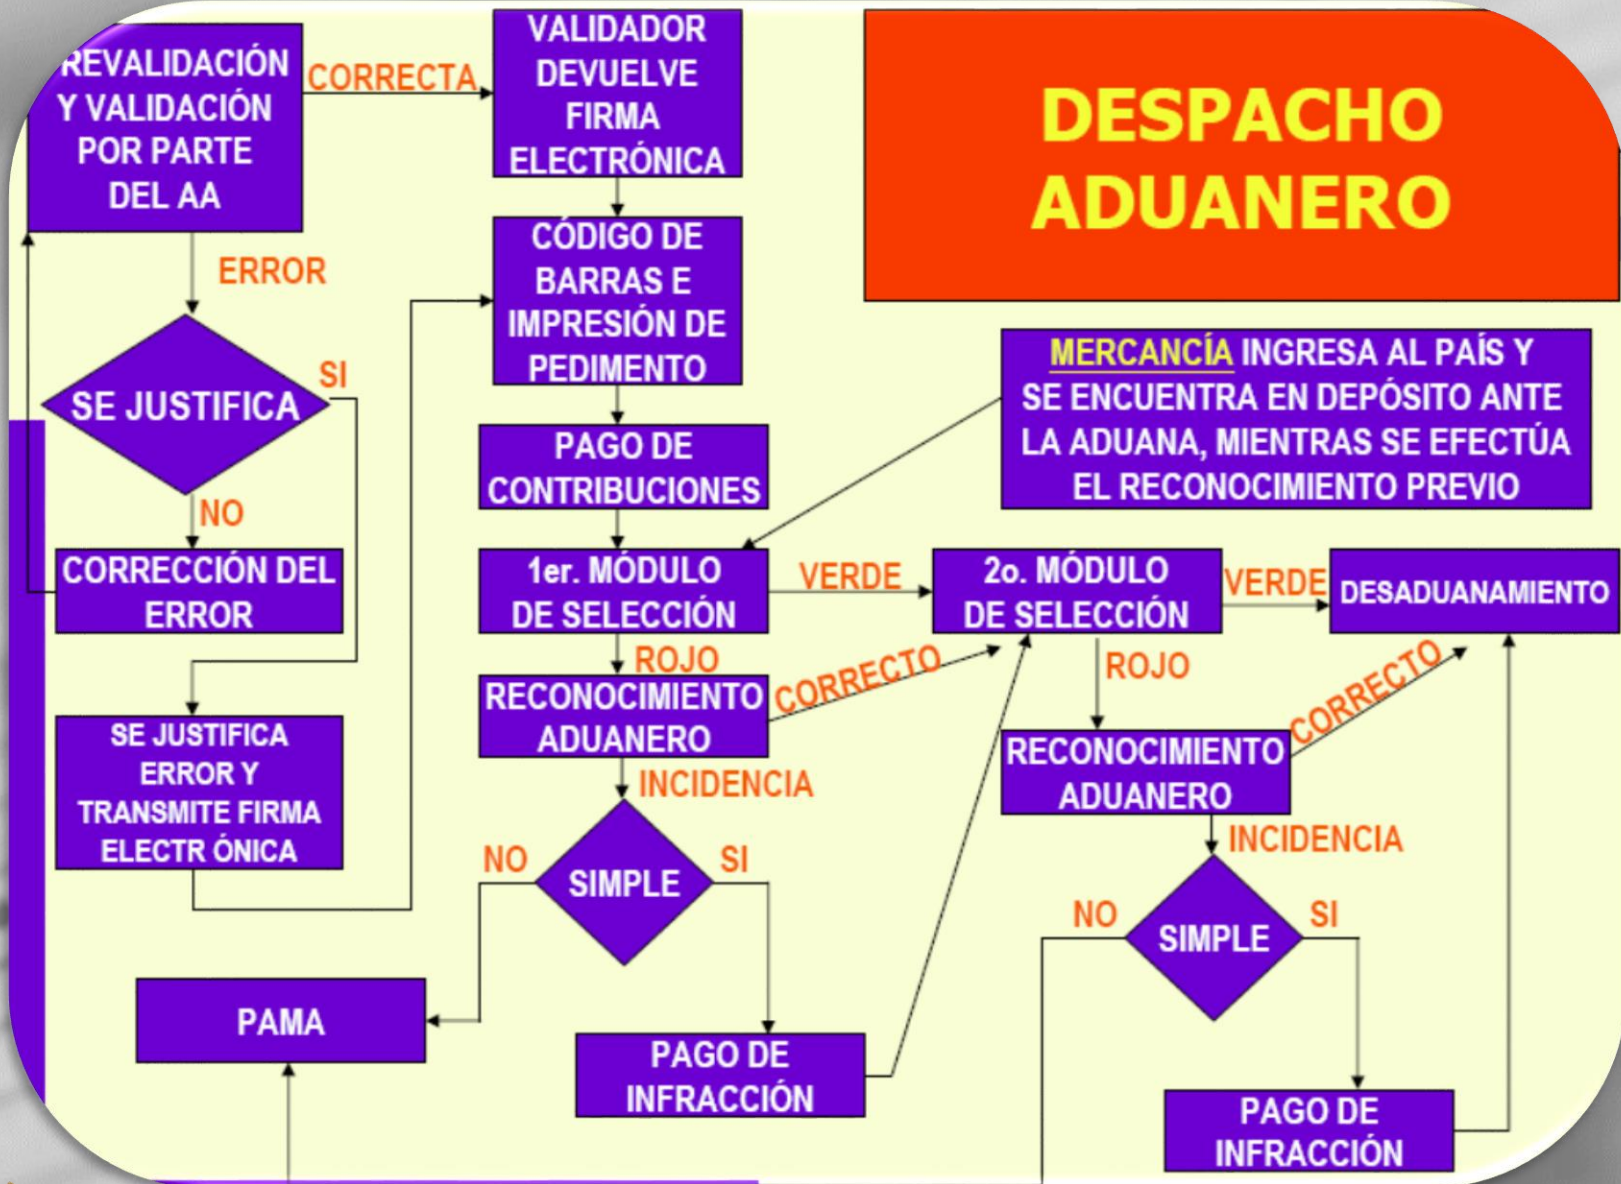 REVALIDACIÓN
Y VALIDACIÓN
POR PARTE
DEL AA
CORRECTA
VALIDADOR
DEVUELVE
FIRMA
ELECTRÓNICA
DESPACHO
ADUANERO
ERROR
CÓDIGO DE
BARRAS E
IMPRESIÓN DE
PEDIMENTO
SE JUSTIFICA
SI
NO
MERCANCÍA INGRESA AL PAÍS Y
SE ENCUENTRA EN DEPÓSITO ANTE
LA ADUANA, MIENTRAS SE EFECTÚA
EL RECONOCIMIENTO PREVIO
PAGO DE
CONTRIBUCIONES
CORRECCIÓN DEL
ERROR
1er. MÓDULO
DE SELECCIÓN
VERDE
2o. MÓDULO
DE SELECCIÓN
VERDE
DESADUANAMIENTO
ROJO
CORRECTO
ROJO
CORRECTO
SE JUSTIFICA
ERROR Y
TRANSMITE FIRMA
ELECTR ÓNICA
RECONOCIMIENTO
ADUANERO
INCIDENCIA
RECONOCIMIENTO
ADUANERO
INCIDENCIA
NO
SIMPLE
SI
NO
SIMPLE
SI
PAMA
PAGO DE
INFRACCIÓN
PAGO DE
INFRACCIÓN